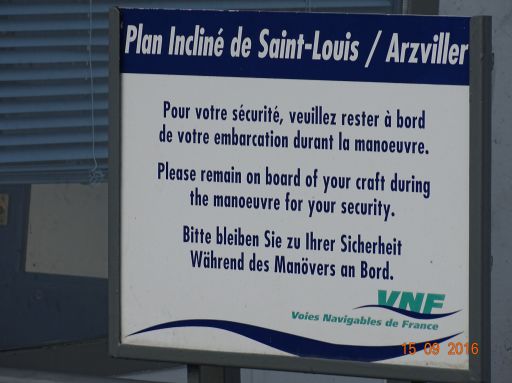 Plan Incliné de Saint-Louis / Arzviller
Pour votre sécurité, veuillez rester à bord
de votre embarcation durant la manoeuvre.
Please remain on board of your craft during
the manoeuvre for your security.
Bitte bleiben Sie zu Ihrer Sicherheit
Während des Manövers an Bord.
VNF
Voies Navigables de France
15 09 2016